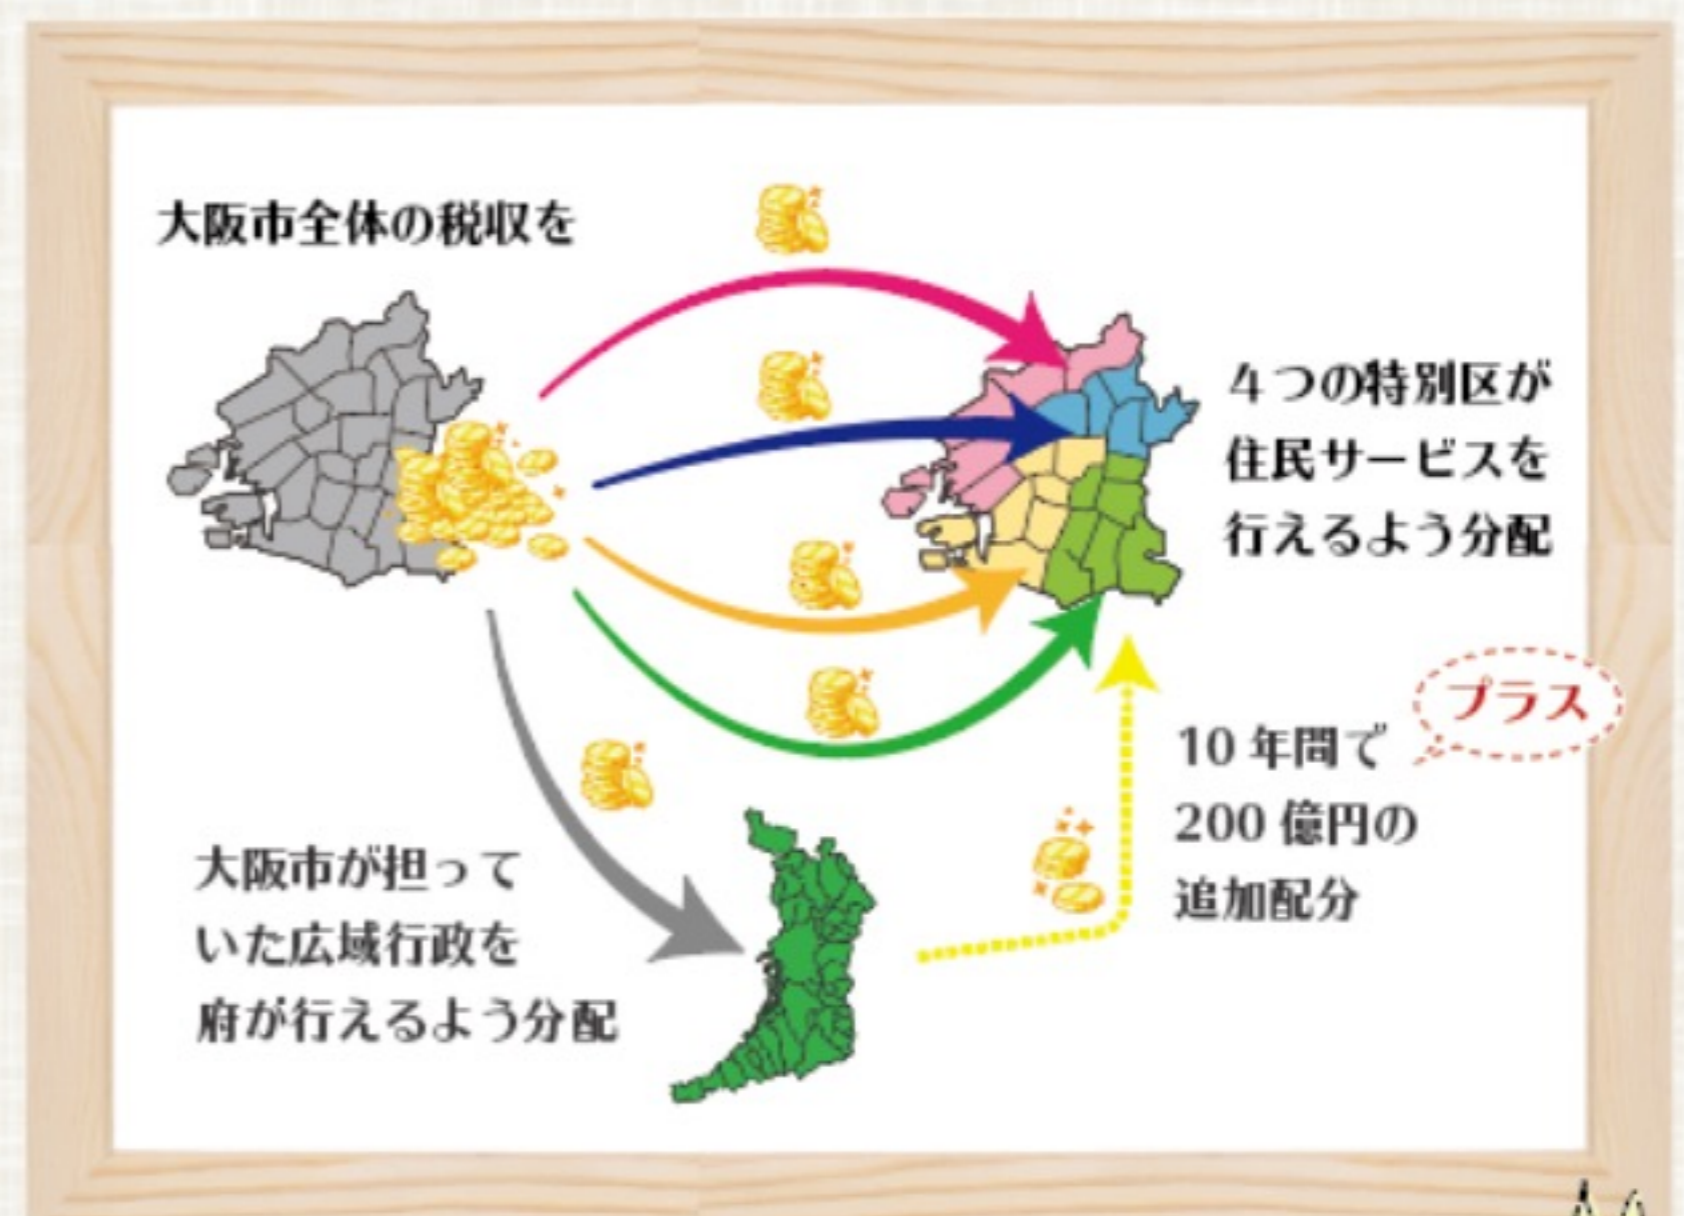 大阪市全体の税収を
4つの特別区が
住民サービスを
行えるよう分配
プラス
10年間で
200億円の
追加配分
大阪市が担って
いた広域行政を
府が行えるよう分配